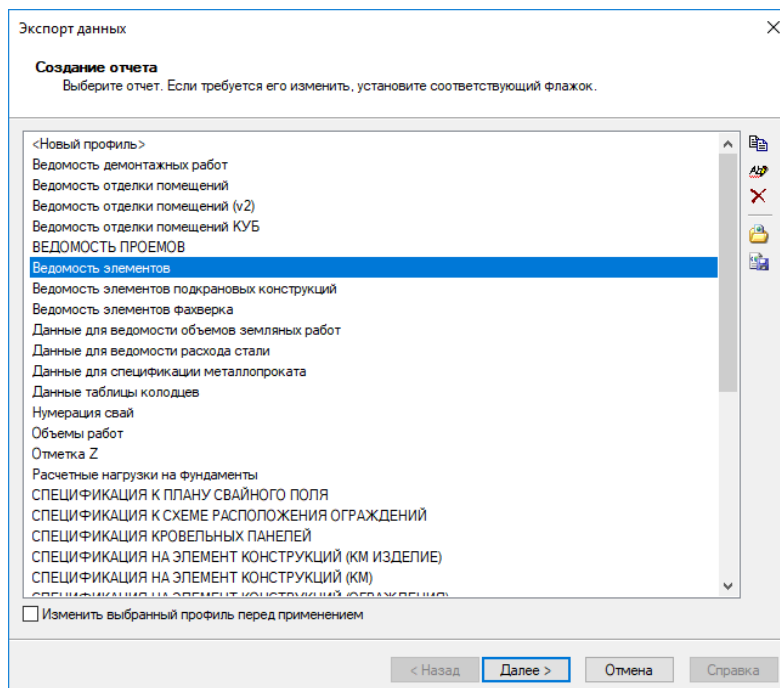 Экспорт данных
Создание отчета
Выберите отчет. Если требуется его изменить, установите соответствующий флажок.
<Новый профиль>
Ведомость демонтажных работ
Ведомость отделки помещений
Ведомость отделки помещений (v2)
Ведомость отделки помещений КУБ
ВЕДОМОСТЬ ПРОЕМОВ
Ведомость элементов
Ведомость элементов подкрановых конструкций
Ведомость элементов фахверка
Данные для ведомости объемов земляных работ
Данные для ведомости расхода стали
Данные для спецификации металлопроката
Данные таблицы колодцев
Нумерация свай
Объемы работ
Отметка Z
Расчетные нагрузки на фундаменты
СПЕЦИФИКАЦИЯ К ПЛАНУ СВАЙНОГО ПОЛЯ
СПЕЦИФИКАЦИЯ К СХЕМЕ РАСПОЛОЖЕНИЯ ОГРАЖДЕНИЙ
СПЕЦИФИКАЦИЯ КРОВЕЛЬНЫХ ПАНЕЛЕЙ
СПЕЦИФИКАЦИЯ НА ЭЛЕМЕНТ КОНСТРУКЦИЙ (КМ ИЗДЕЛИЕ)
СПЕЦИФИКАЦИЯ НА ЭЛЕМЕНТ КОНСТРУКЦИЙ (КМ)
СПЕЦИФИКАЦИЯ НА ЭЛЕМЕНТ КОНСТРУКЦИЙ (ОГРАЖДЕНИЯ)
Изменить выбранный профиль перед применением
< Назад
Далее >
Отмена
Справка